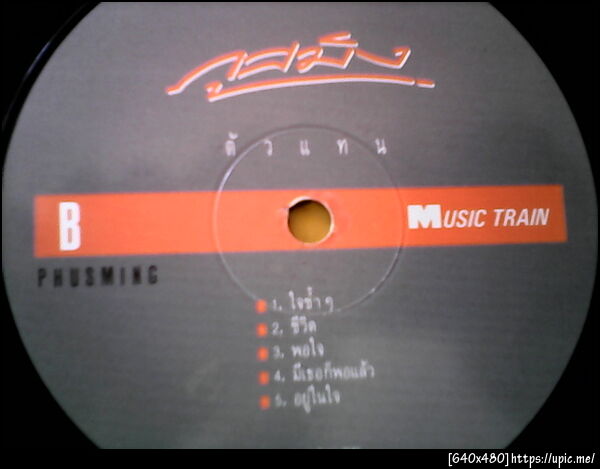 ภูสมิง
ตัวแทน
B
MUSIC TRAIN
PHUSMING
1. ใจช้ำๆ
2. ชีวิต
3. พอใจ
4. มีเธอก็พอแล้ว
5. อยู่ในใจ
[640x480]https://upic.me/